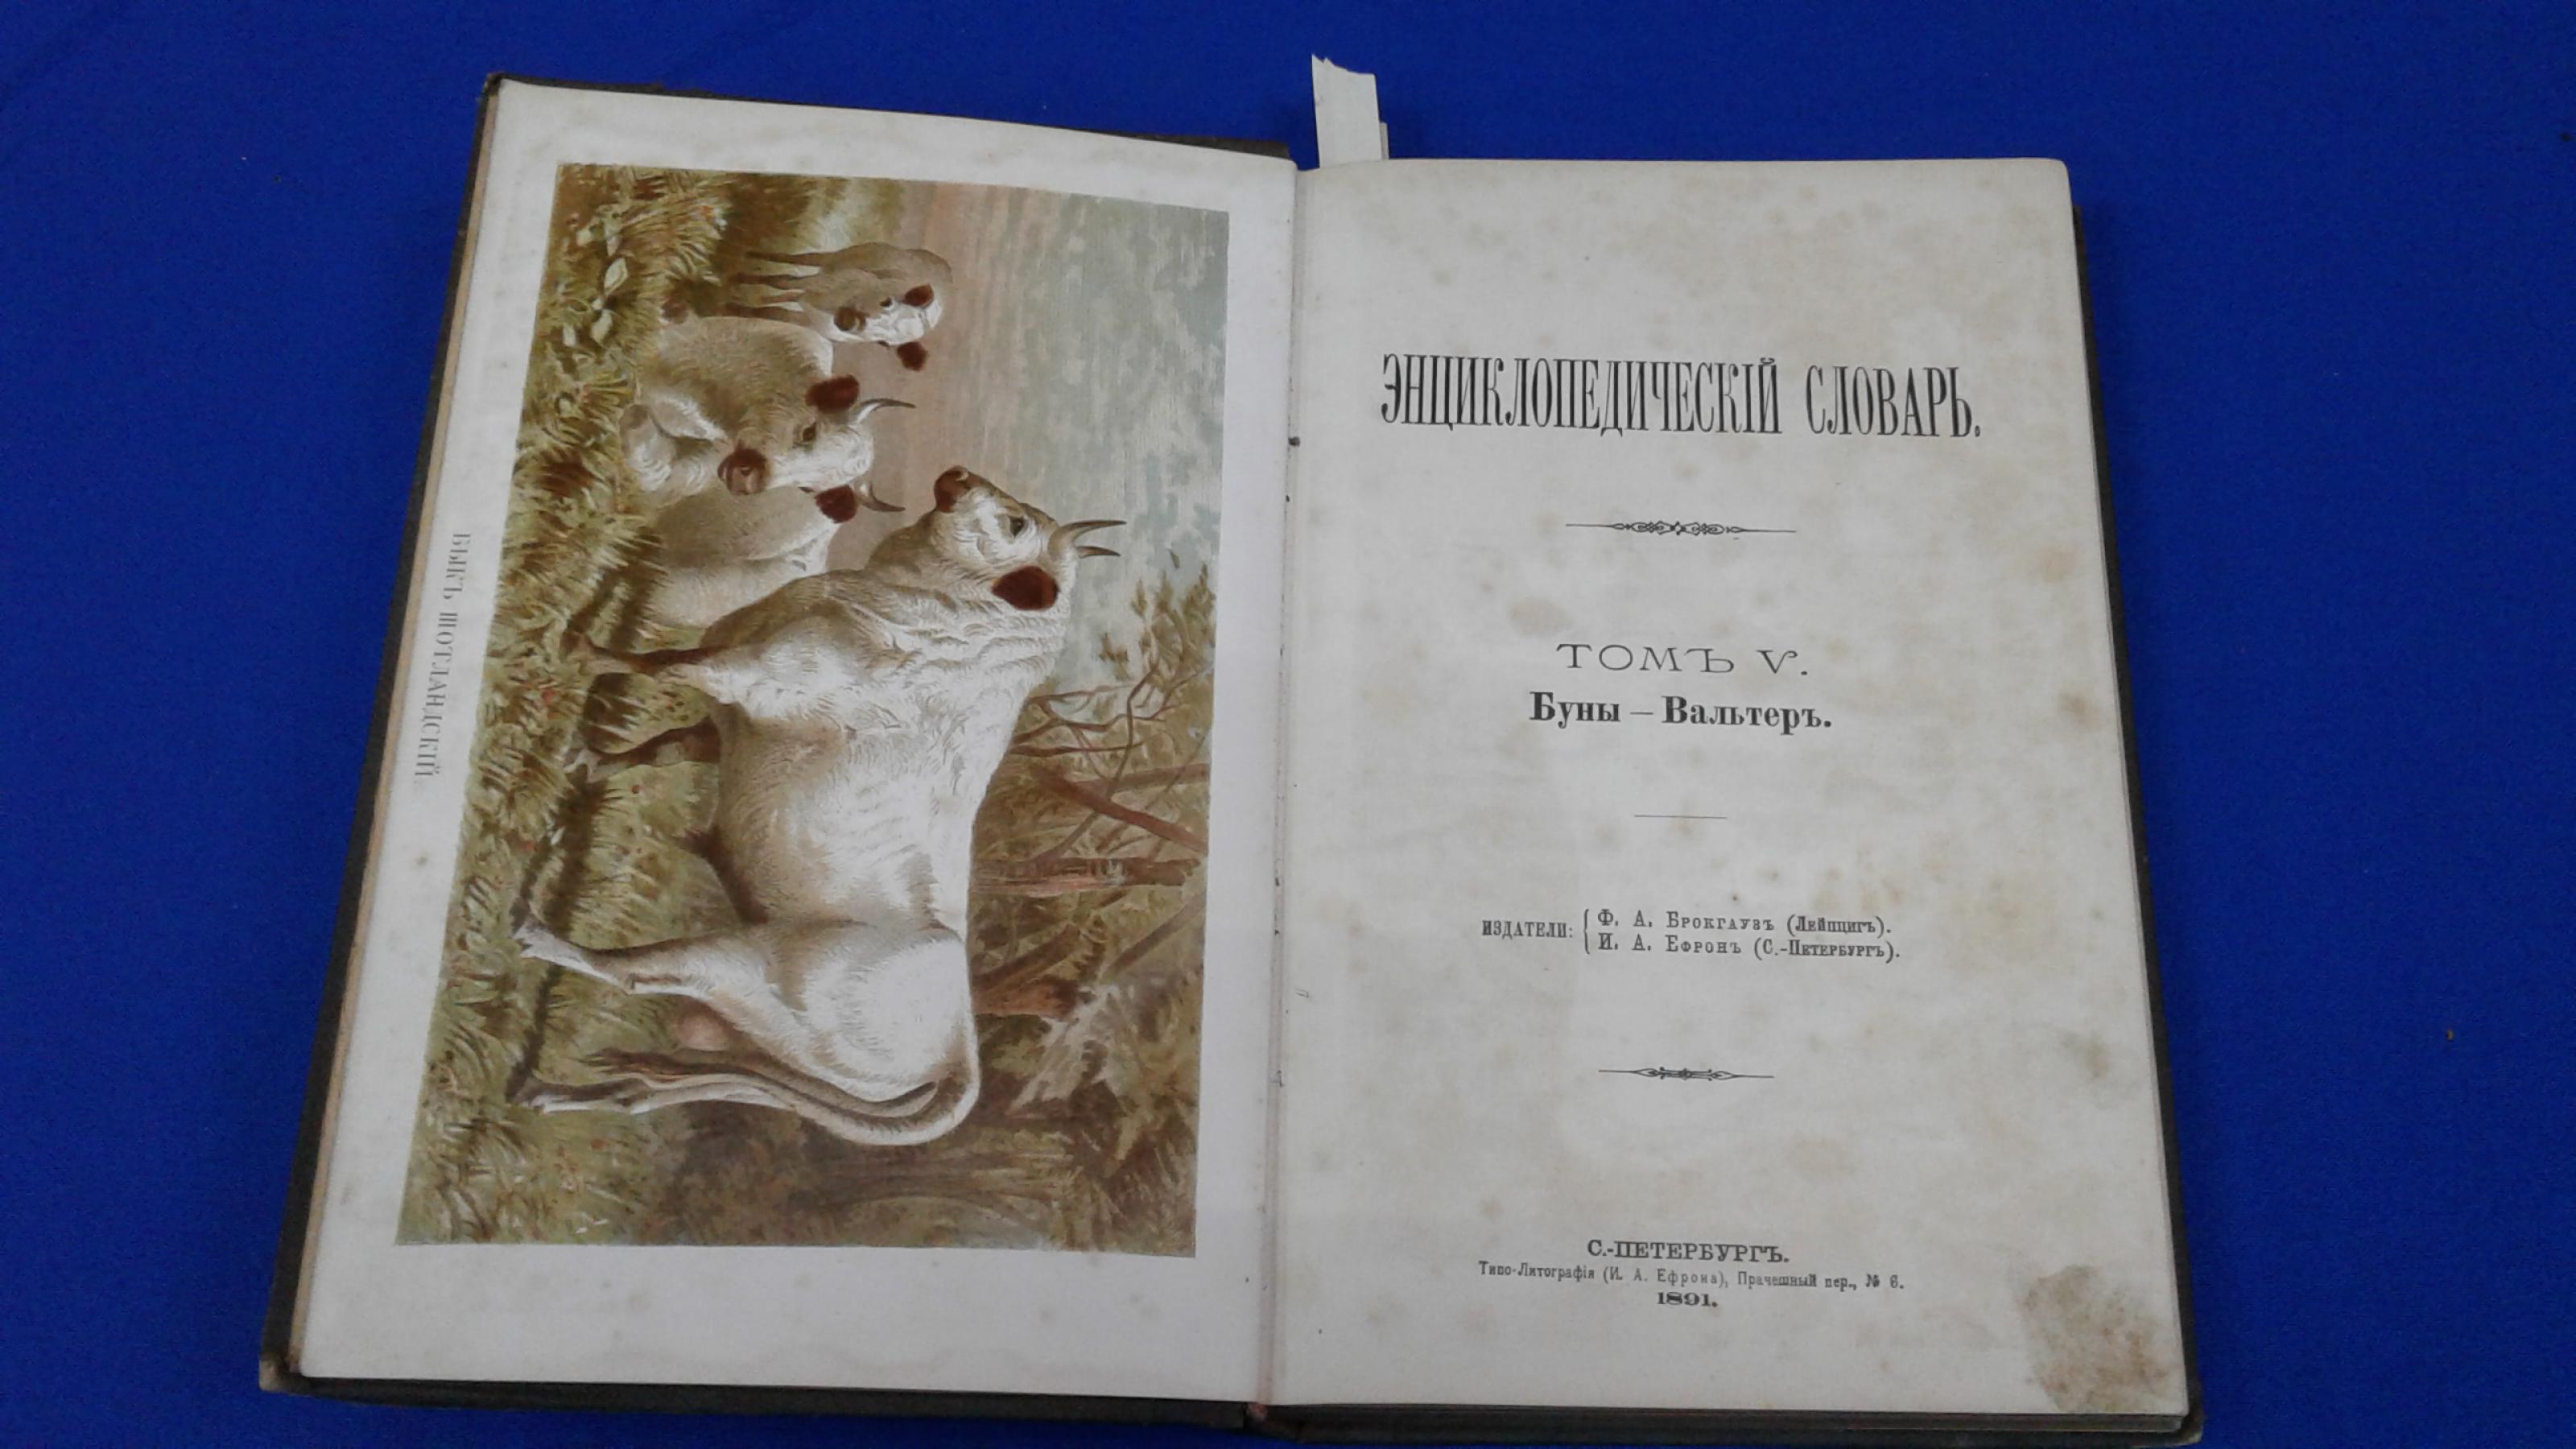 БЫКЪ ШОТЛАНДСКІЙ.
ЭНЦИКЛОПЕДИЧЕСКІЙ СЛОВАРЬ.
ТОМЪ V.
Буны — Вальтеръ.
ИЗДАТЕЛИ: { Ф. А. БРОКГАУЗЪ (Лейпцигъ).
И. А. ЕФРОНЪ (С.-ПЕТЕРБУРГЪ).
С.-ПЕТЕРБУРГЪ.
Типо-Литографія (И. А. Ефрона), Прачешный пер., № 6.
1891.